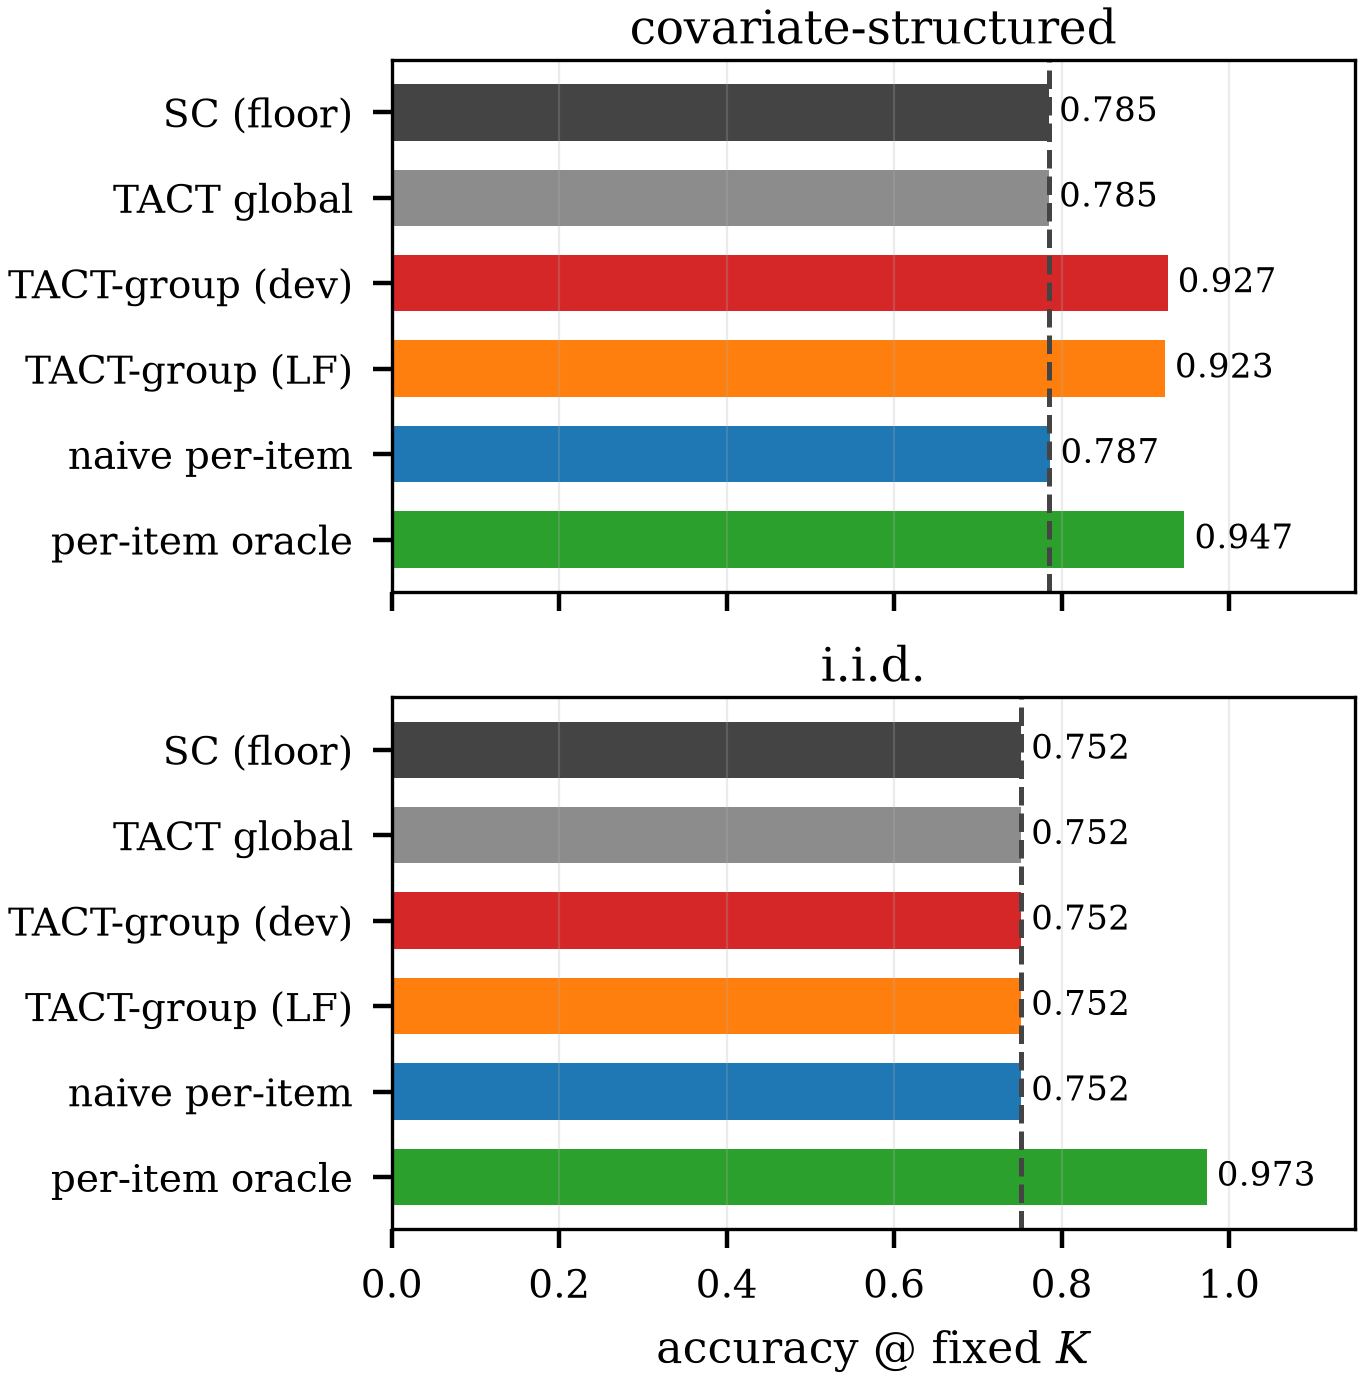 covariate-structured
SC (floor)
0.785
TACT global
0.785
TACT-group (dev)
0.927
TACT-group (LF)
0.923
naive per-item
0.787
per-item oracle
0.947
i.i.d.
SC (floor)
0.752
TACT global
0.752
TACT-group (dev)
0.752
TACT-group (LF)
0.752
naive per-item
0.752
per-item oracle
0.973
0.0 0.2 0.4 0.6 0.8 1.0
accuracy @ fixed K